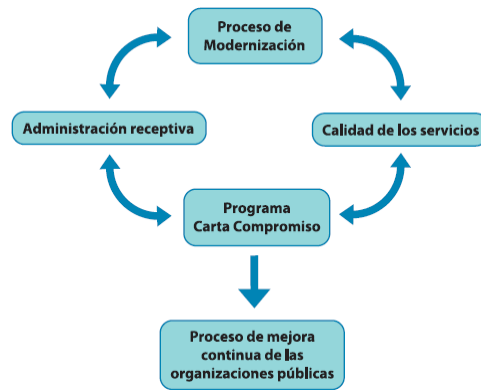 Proceso de
Modernización
Administración receptiva
Calidad de los servicios
Programa
Carta Compromiso
Proceso de mejora
continua de las
organizaciones públicas